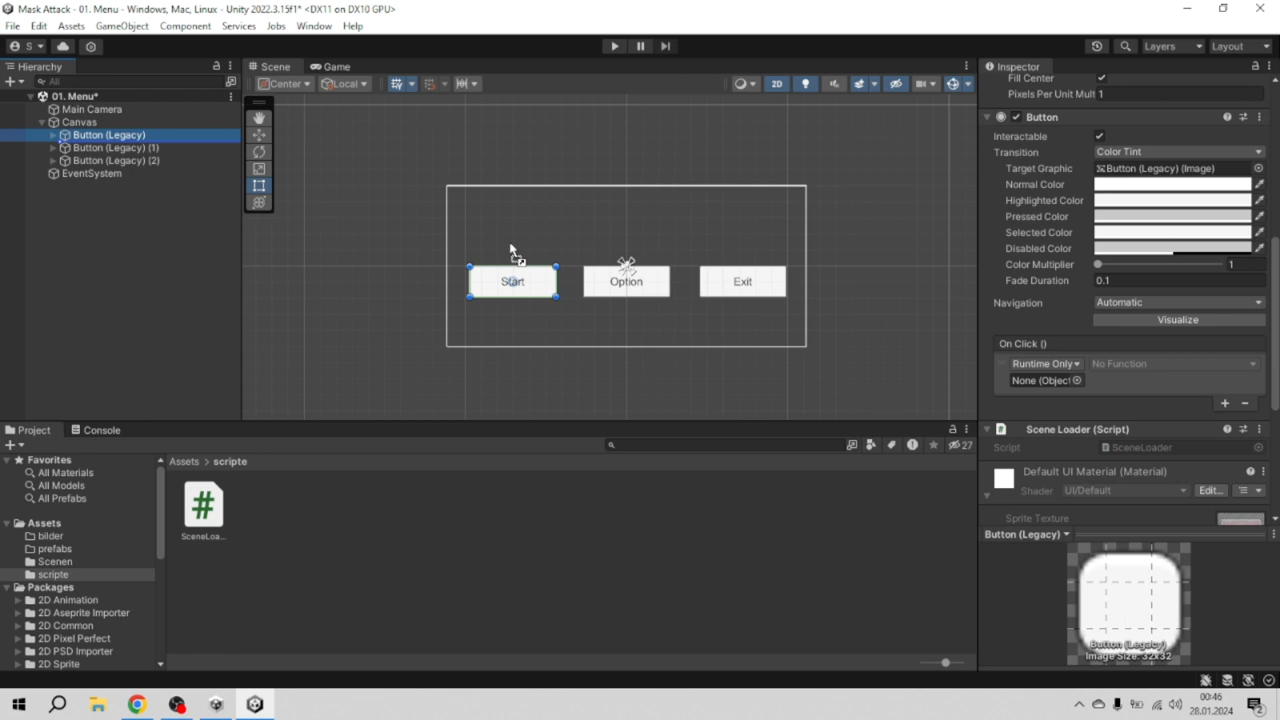 Mask Attack - 01. Menu - Windows, Mac, Linux - Unity 2022.3.15f1* <DX11 on DX10 GPU>
File Edit Assets GameObject Component Services Jobs Window Help
S Layers Layout
Hierarchy Scene Game Inspector
All Center Local 2D
Fill Center
Pixels Per Unit Mult 1
01. Menu*
Main Camera
Canvas
Button (Legacy)
Button (Legacy) (1)
Button (Legacy) (2)
EventSystem
Start Option Exit
Button
Interactable
Transition Color Tint
Target Graphic Button (Legacy) (Image)
Normal Color
Highlighted Color
Pressed Color
Selected Color
Disabled Color
Color Multiplier 1
Fade Duration 0.1
Navigation Automatic
Visualize
On Click ()
Runtime Only No Function
None (Object
Scene Loader (Script)
Script SceneLoader
Default UI Material (Material)
Shader UI/Default Edit...
Sprite Texture
Button (Legacy)
Button (Legacy)
Image Size: 32x32
Project Console
27
Favorites
All Materials
All Models
All Prefabs
Assets
bilder
prefabs
Scenen
scripte
Packages
2D Animation
2D Aseprite Importer
2D Common
2D Pixel Perfect
2D PSD Importer
2D Sprite
Assets > scripte
#
SceneLoa...
00:46
28.01.2024
2